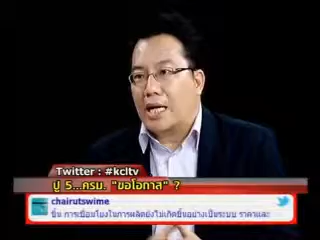 Twitter : #kcltv
ปู 5...ครม. "ขอโอกาส" ?
chairutswime
ขึ้น การเชื่อมโยงในการผลิตยังไม่เกิดขึ้นอย่างเป็นระบบ ราคาและ